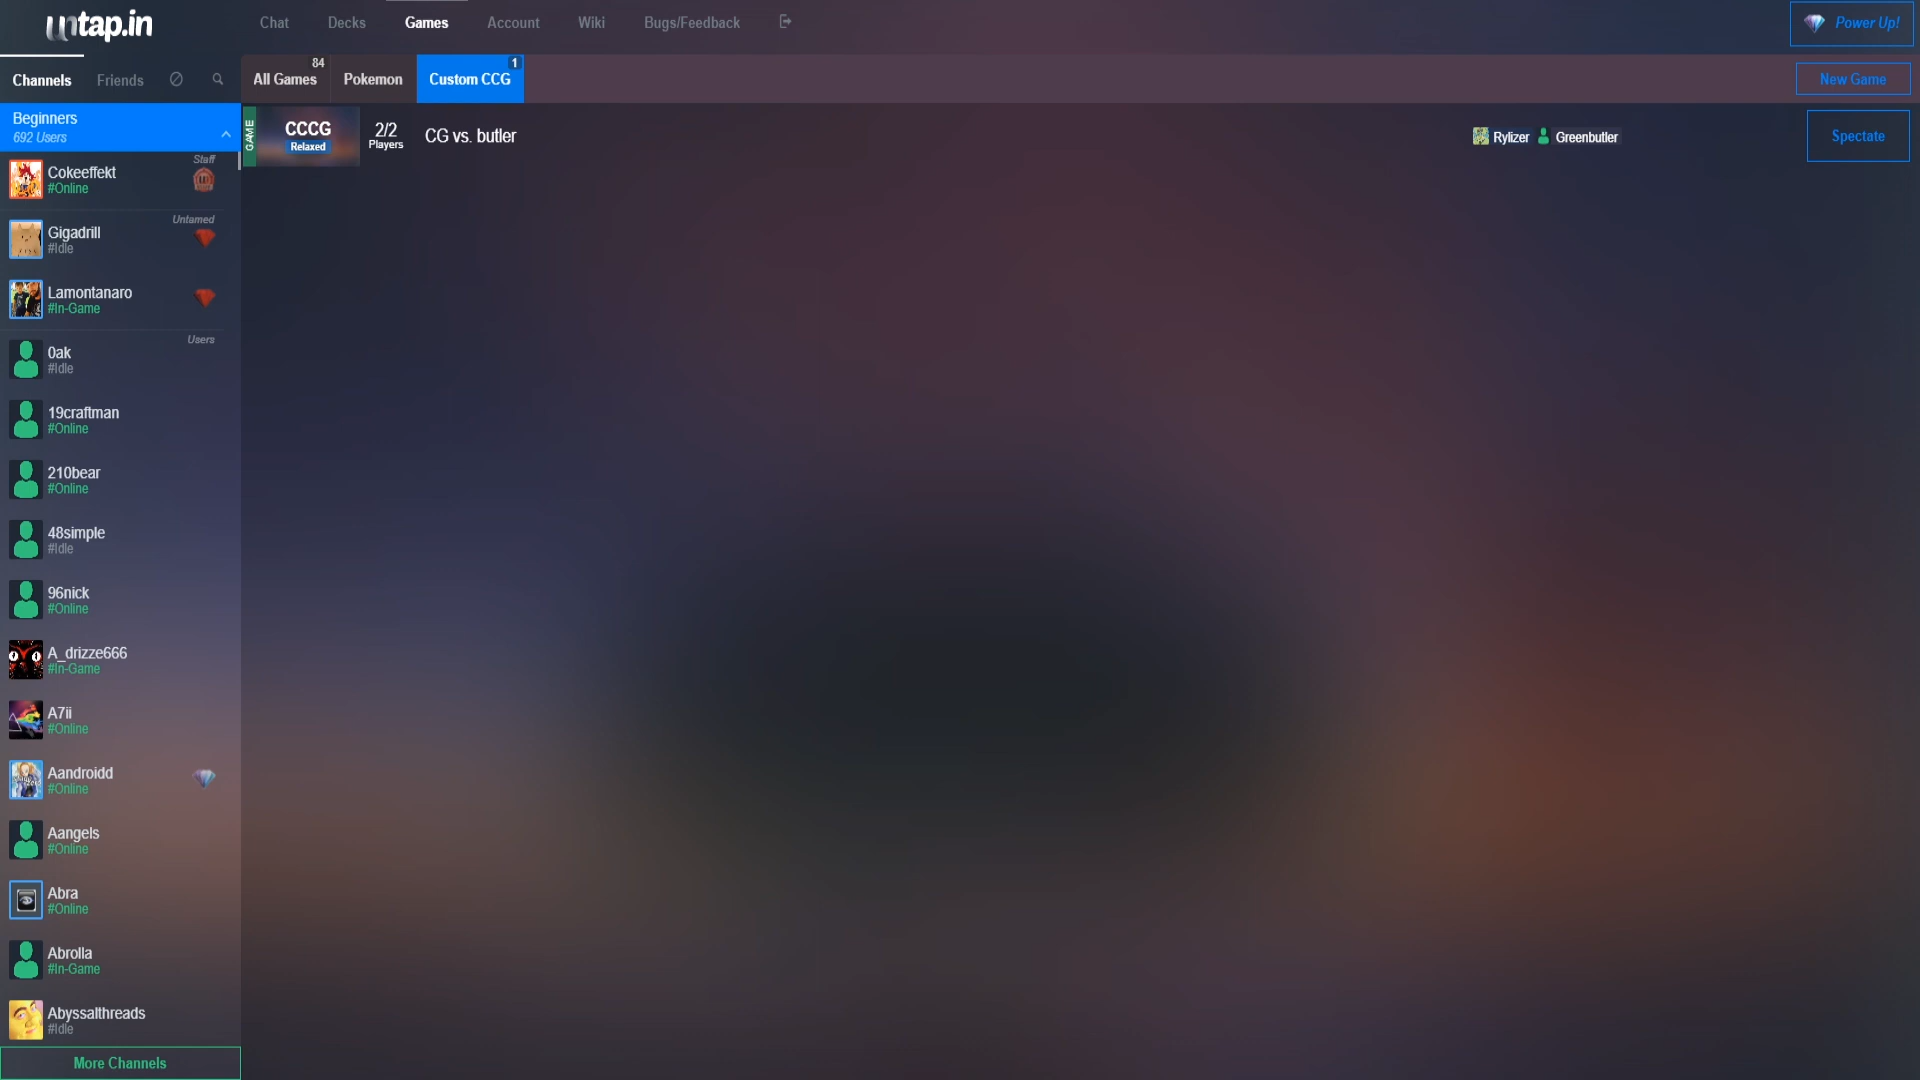 untap.in
Chat
Decks
Games
Account
Wiki
Bugs/Feedback
Power Up!
Channels
Friends
All Games
84
Pokemon
Custom CCG
1
New Game
Beginners
692 Users
GAME
CCCG
Relaxed
2/2
Players
CG vs. butler
Rylizer
Greenbutler
Spectate
Staff
Cokeeffekt
#Online
Untamed
Gigadrill
#Idle
Lamontanaro
#In-Game
Users
0ak
#Idle
19craftman
#Online
210bear
#Online
48simple
#Idle
96nick
#Online
A_drizze666
#In-Game
A7ii
#Online
Aandroidd
#Online
Aangels
#Online
Abra
#Online
Abrolla
#In-Game
Abyssalthreads
#Idle
More Channels